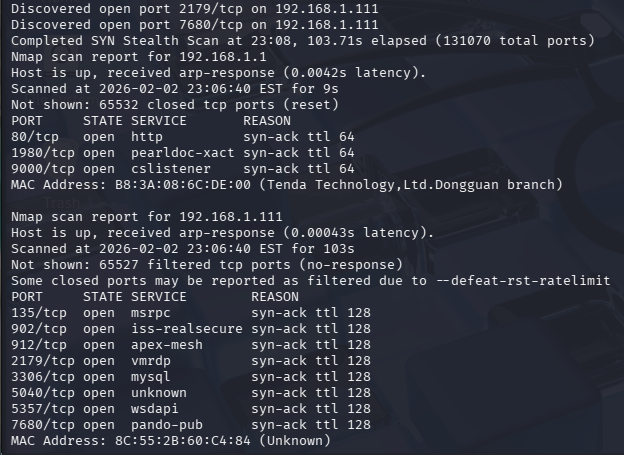 Discovered open port 2179/tcp on 192.168.1.111
Discovered open port 7680/tcp on 192.168.1.111
Completed SYN Stealth Scan at 23:08, 103.71s elapsed (131070 total ports)
Nmap scan report for 192.168.1.1
Host is up, received arp-response (0.0042s latency).
Scanned at 2026-02-02 23:06:40 EST for 9s
Not shown: 65532 closed tcp ports (reset)
PORT     STATE SERVICE       REASON
80/tcp   open  http          syn-ack ttl 64
1980/tcp open  pearldoc-xact syn-ack ttl 64
9000/tcp open  cslistener    syn-ack ttl 64
MAC Address: B8:3A:08:6C:DE:00 (Tenda Technology,Ltd.Dongguan branch)
Trash
Nmap scan report for 192.168.1.111
Host is up, received arp-response (0.00043s latency).
Scanned at 2026-02-02 23:06:40 EST for 103s
Not shown: 65527 filtered tcp ports (no-response)
Some closed ports may be reported as filtered due to --defeat-rst-ratelimit
PORT     STATE SERVICE        REASON
135/tcp  open  msrpc          syn-ack ttl 128
902/tcp  open  iss-realsecure syn-ack ttl 128
912/tcp  open  apex-mesh      syn-ack ttl 128
2179/tcp open  vmrdp          syn-ack ttl 128
3306/tcp open  mysql          syn-ack ttl 128
5040/tcp open  unknown        syn-ack ttl 128
5357/tcp open  wsdapi         syn-ack ttl 128
7680/tcp open  pando-pub      syn-ack ttl 128
MAC Address: 8C:55:2B:60:C4:84 (Unknown)